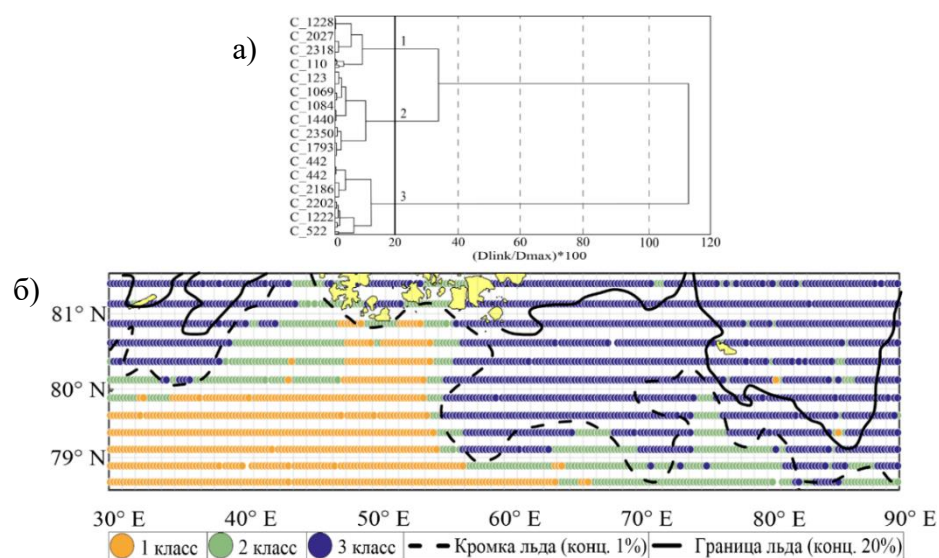 а)
C_1228
C_2027
C_2318
C_110
C_123
C_1069
C_1084
C_1440
C_2350
C_1793
C_442
C_442
C_2186
C_2202
C_1222
C_522
1
2
3
0 20 40 60 80 100 120
(Dlink/Dmax)*100
б)
81° N
80° N
79° N
30° E 40° E 50° E 60° E 70° E 80° E 90° E
1 класс 2 класс 3 класс Кромка льда (конц. 1%) Граница льда (конц. 20%)